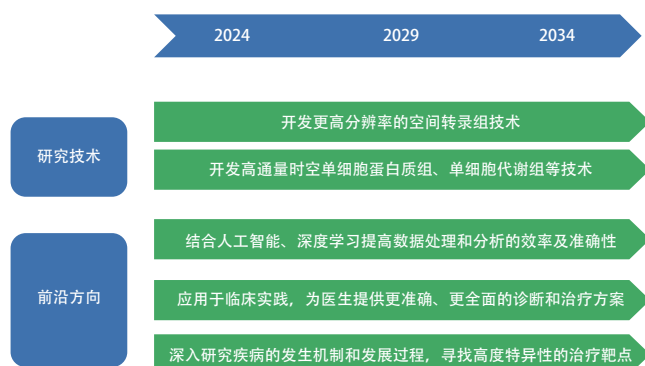 2024 2029 2034
研究技术
开发更高分辨率的空间转录组技术
开发高通量时空单细胞蛋白质组、单细胞代谢组等技术
前沿方向
结合人工智能、深度学习提高数据处理和分析的效率及准确性
应用于临床实践，为医生提供更准确、更全面的诊断和治疗方案
深入研究疾病的发生机制和发展过程，寻找高度特异性的治疗靶点